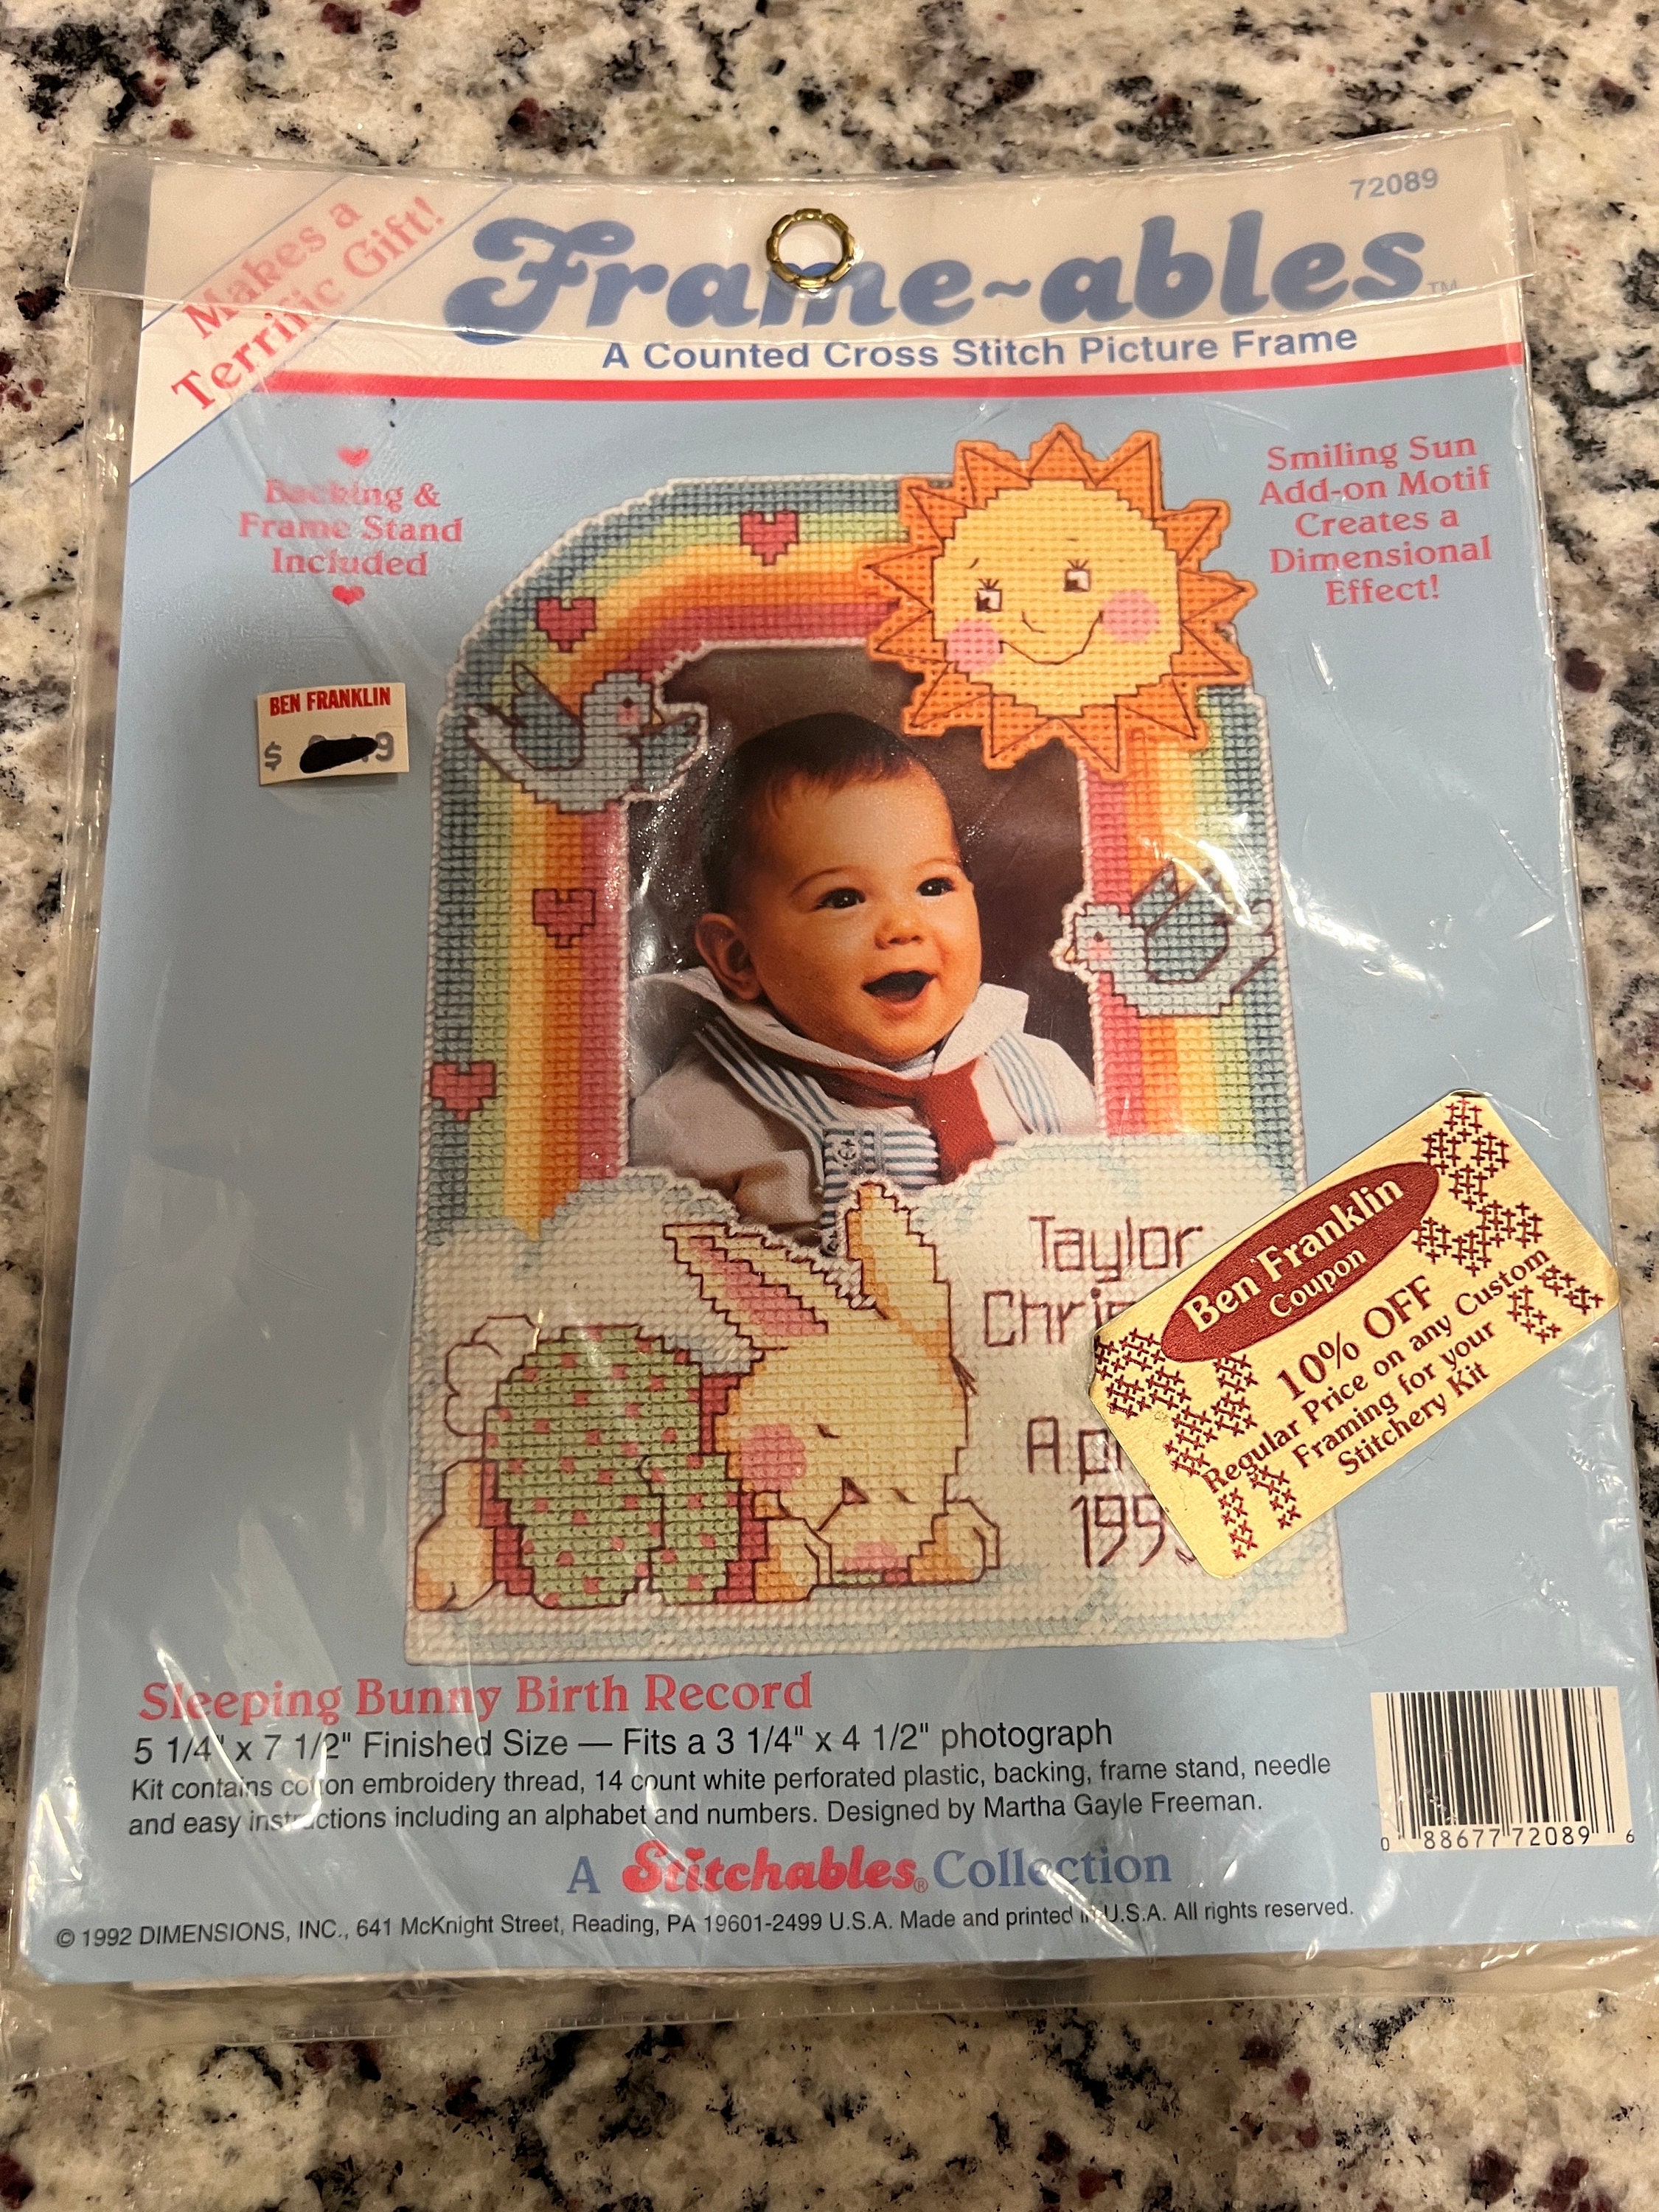 72089
Makes a
Terrific Gift!
Frame~ables™
A Counted Cross Stitch Picture Frame
Backing &
Frame Stand
Included
Smiling Sun
Add-on Motif
Creates a
Dimensional
Effect!
BEN FRANKLIN
$ 9
Taylor
April
199
Ben Franklin
Coupon
10% OFF
Regular Price on any Custom
Framing for your
Stitchery Kit
Sleeping Bunny Birth Record
5 1/4" x 7 1/2" Finished Size — Fits a 3 1/4" x 4 1/2" photograph
Kit contains cotton embroidery thread, 14 count white perforated plastic, backing, frame stand, needle
and easy instructions including an alphabet and numbers. Designed by Martha Gayle Freeman.
A Stitchables® Collection
© 1992 DIMENSIONS, INC., 641 McKnight Street, Reading, PA 19601-2499 U.S.A. Made and printed in U.S.A. All rights reserved.
0 88677 72089 6